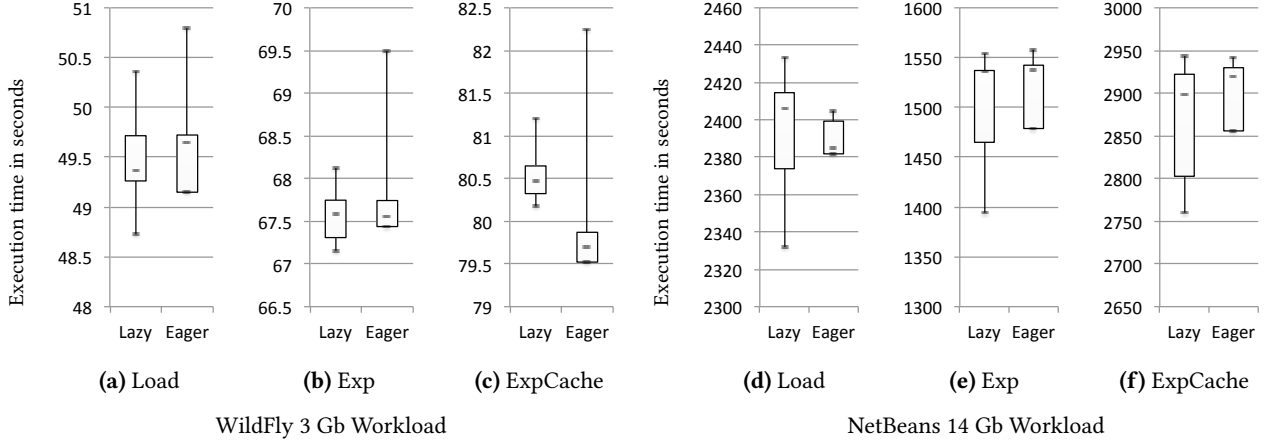 Execution time in seconds
51
50.5
50
49.5
49
48.5
48
Lazy Eager
(a) Load
70
69.5
69
68.5
68
67.5
67
66.5
Lazy Eager
(b) Exp
82.5
82
81.5
81
80.5
80
79.5
79
Lazy Eager
(c) ExpCache
WildFly 3 Gb Workload
Execution time in seconds
2460
2440
2420
2400
2380
2360
2340
2320
2300
Lazy Eager
(d) Load
1600
1550
1500
1450
1400
1350
1300
Lazy Eager
(e) Exp
3000
2950
2900
2850
2800
2750
2700
2650
Lazy Eager
(f) ExpCache
NetBeans 14 Gb Workload